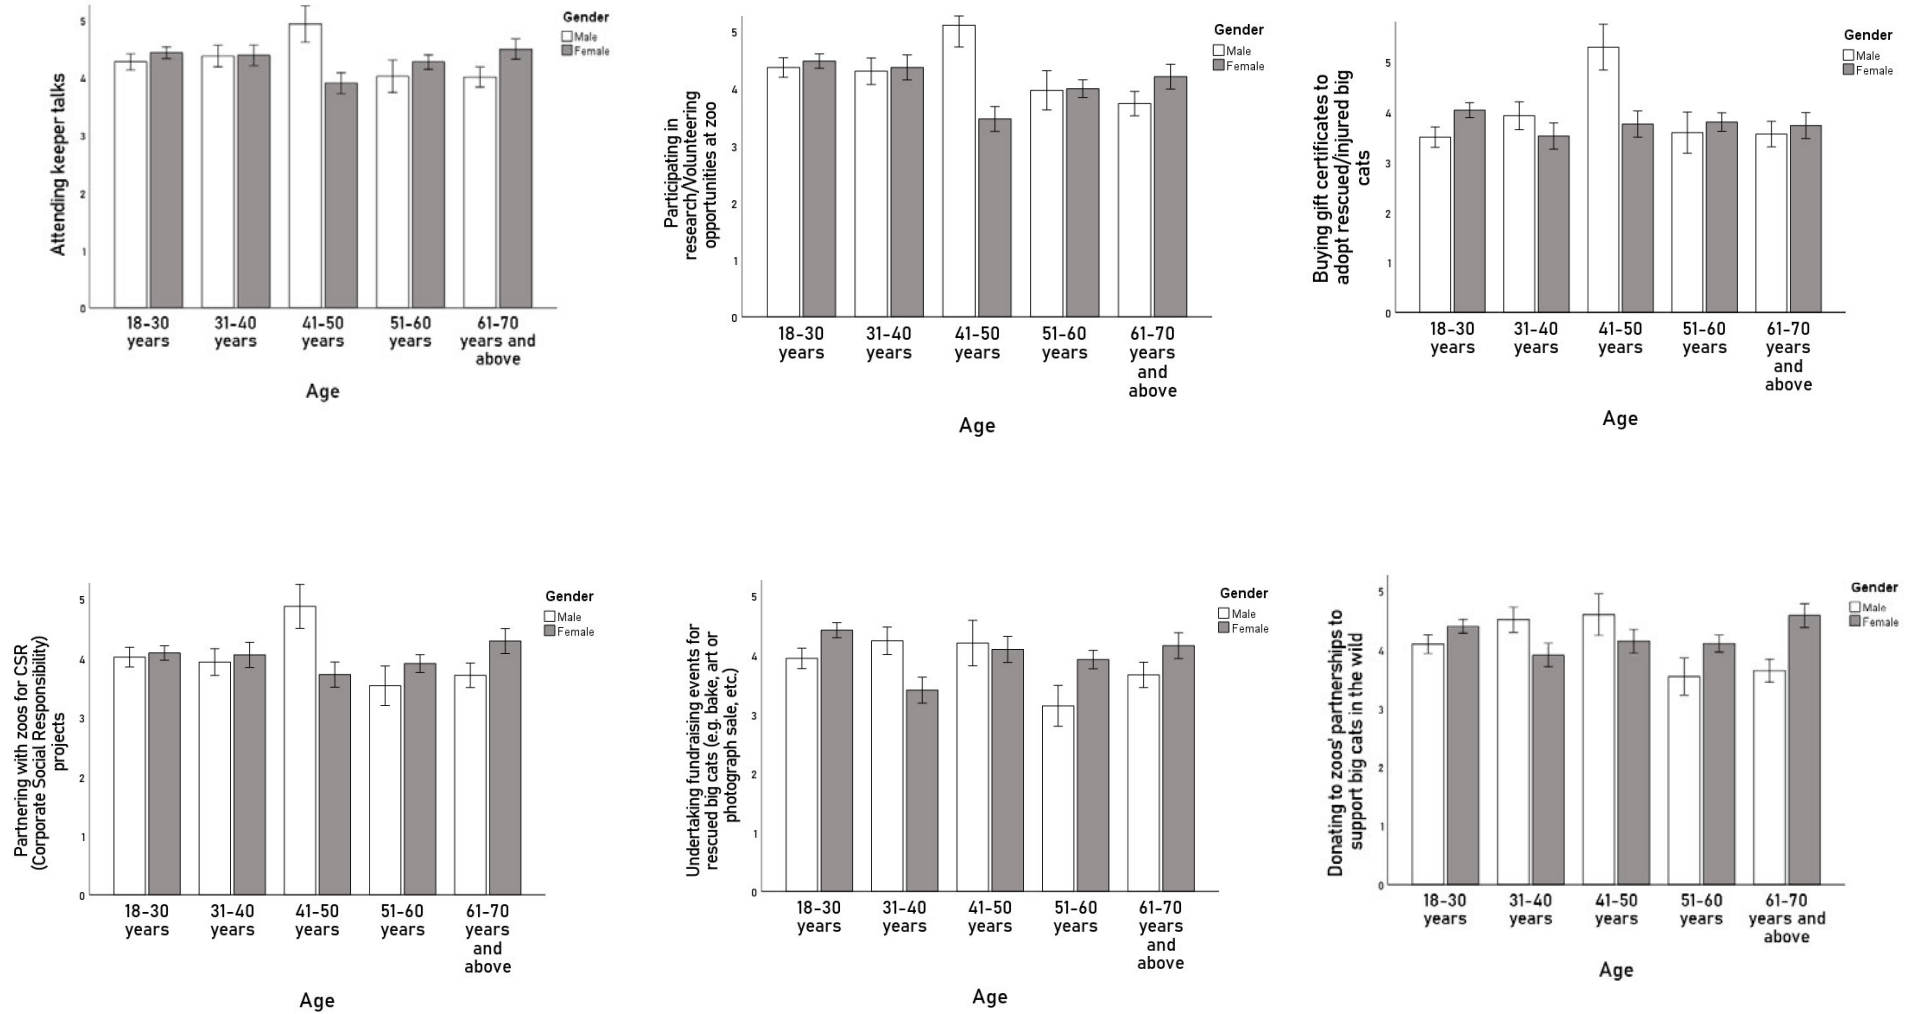 Attending keeper talks
5
4
3
2
1
0
18-30
years
31-40
years
41-50
years
51-60
years
61-70
years and
above
Age
Gender
Male
Female
Participating in
research/Volunteering
opportunities at zoo
5
4
3
2
1
0
18-30
years
31-40
years
41-50
years
51-60
years
61-70
years
and
above
Age
Gender
Male
Female
Buying gift certificates to
adopt rescued/injured big
cats
5
4
3
2
1
0
18-30
years
31-40
years
41-50
years
51-60
years
61-70
years
and
above
Age
Gender
Male
Female
Partnering with zoos for CSR
(Corporate Social Responsibility)
projects
5
4
3
2
1
0
18-30
years
31-40
years
41-50
years
51-60
years
61-70
years
and
above
Age
Gender
Male
Female
Undertaking fundraising events for
rescued big cats (e.g. bake, art or
photograph sale, etc.)
5
4
3
2
1
0
18-30
years
31-40
years
41-50
years
51-60
years
61-70
years
and
above
Age
Gender
Male
Female
Donating to zoos' partnerships to
support big cats in the wild
5
4
3
2
1
0
18-30
years
31-40
years
41-50
years
51-60
years
61-70
years and
above
Age
Gender
Male
Female